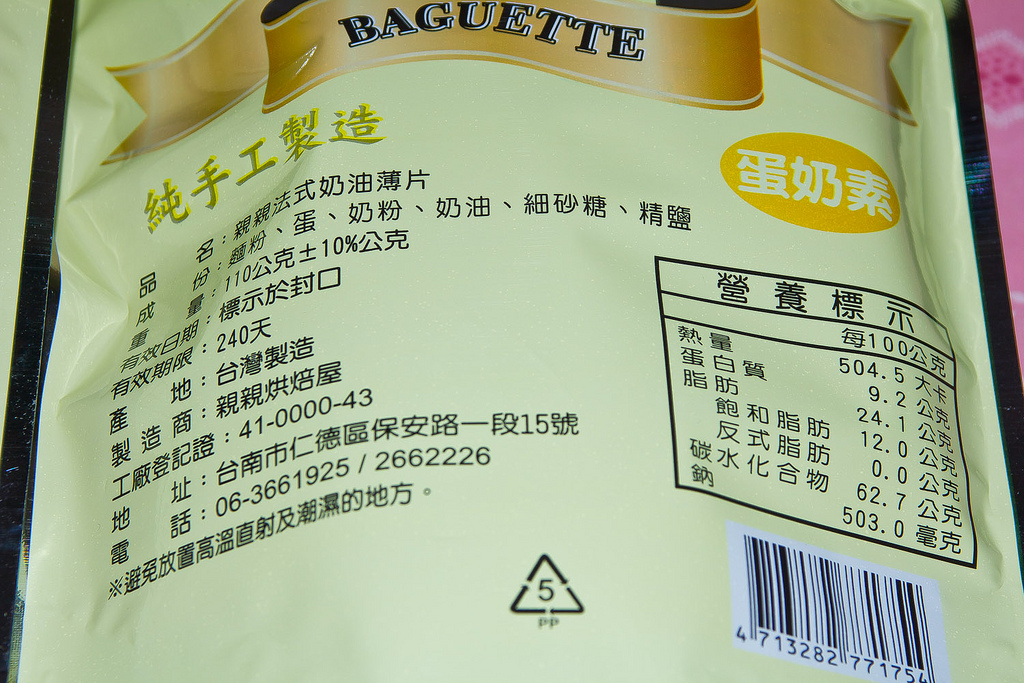 BAGUETTE
純手工製造
蛋奶素
品名：親親法式奶油薄片
成份：麵粉、蛋、奶粉、奶油、細砂糖、精鹽
重量：110公克±10%公克
有效日期：標示於封口
有效期限：240天
產地：台灣製造
製造商：親親烘焙屋
工廠登記證：41-0000-43
地址：台南市仁德區保安路一段15號
電話：06-3661925 / 2662226
※避免放置高溫直射及潮濕的地方。
營養標示
每100公克
熱量 504.5 大卡
蛋白質 9.2 公克
脂肪 24.1 公克
飽和脂肪 12.0 公克
反式脂肪 0.0 公克
碳水化合物 62.7 公克
鈉 503.0 毫克
5
PP
4 713282 771754